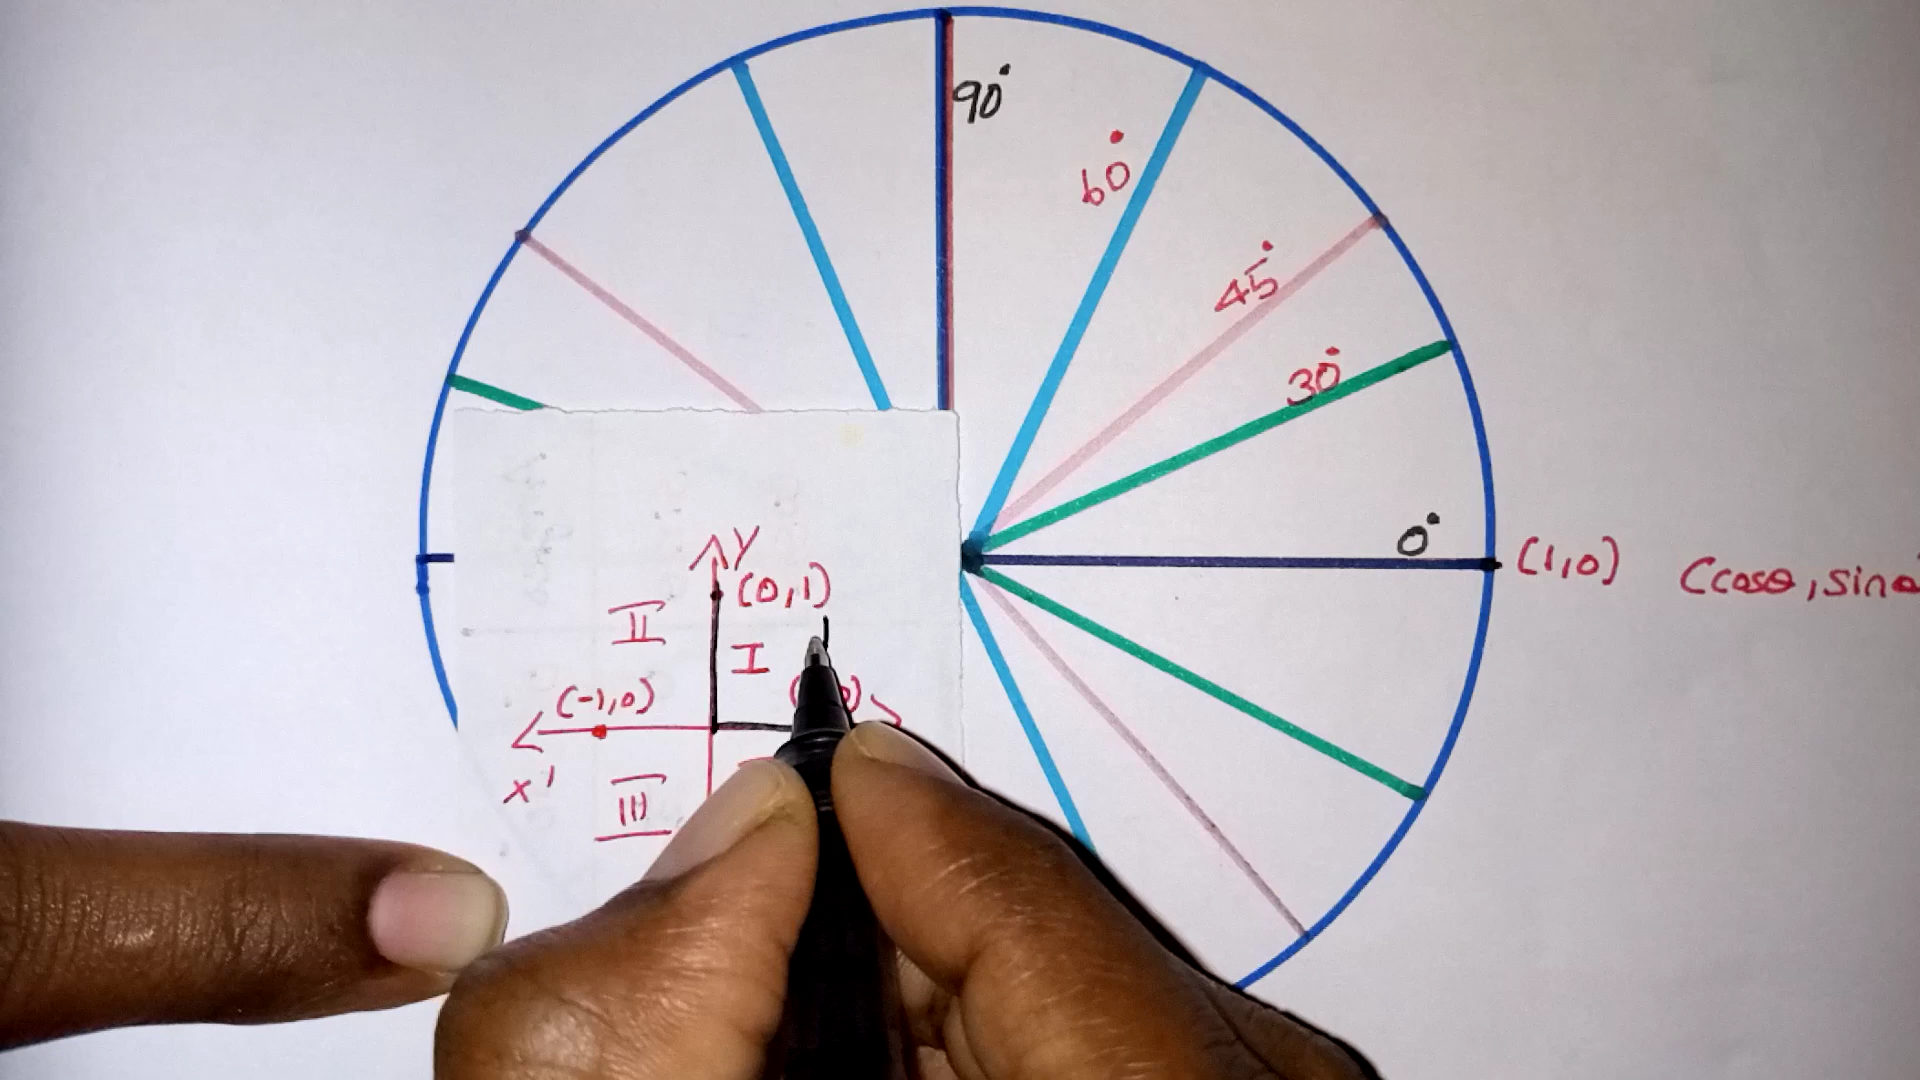 90°
60°
45°
30°
0°
(1,0) (cosθ, sinθ
Y
(0,1)
II
I
(-1,0)
X'
III